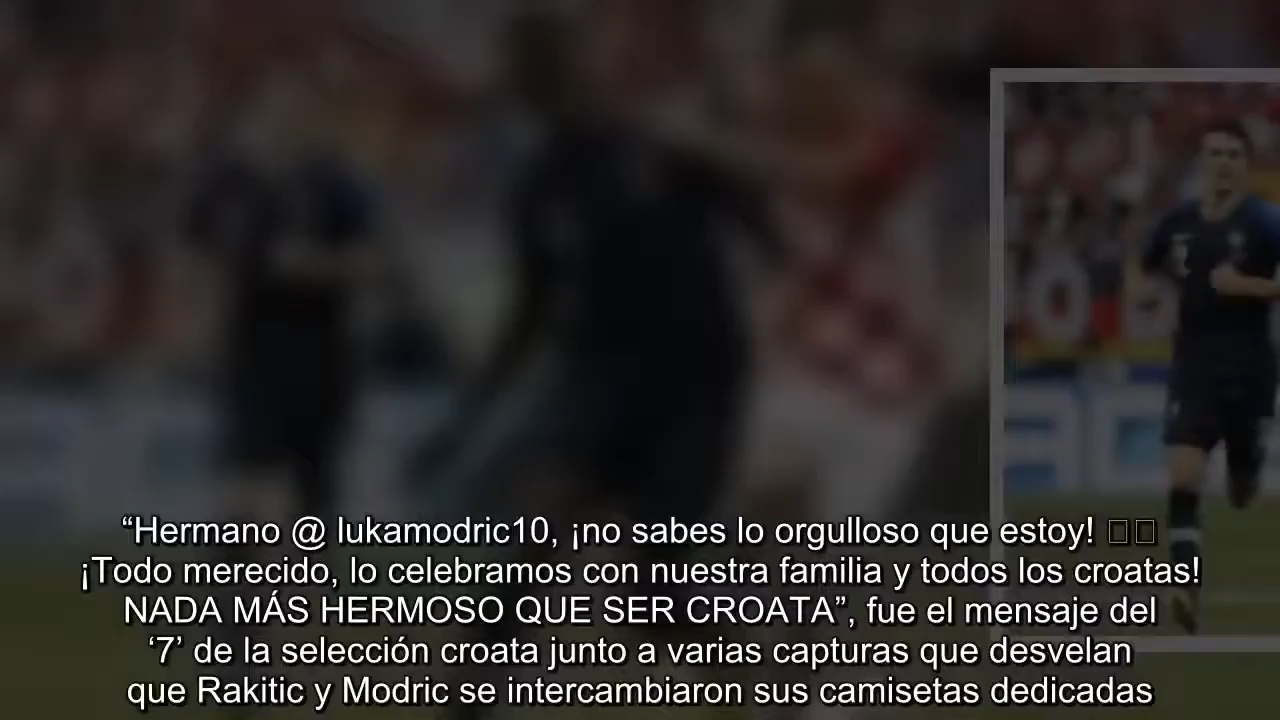 “Hermano @ lukamodric10, ¡no sabes lo orgulloso que estoy! □□
¡Todo merecido, lo celebramos con nuestra familia y todos los croatas!
NADA MÁS HERMOSO QUE SER CROATA”, fue el mensaje del
‘7’ de la selección croata junto a varias capturas que desvelan
que Rakitic y Modric se intercambiaron sus camisetas dedicadas